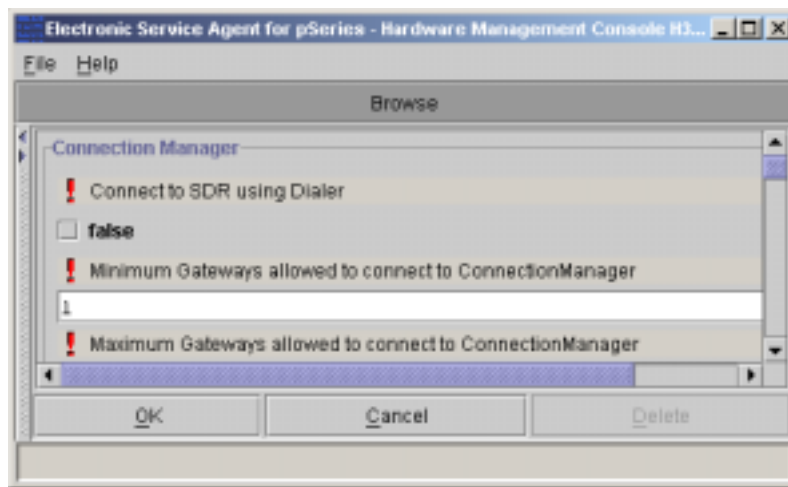 Electronic Service Agent for pSeries - Hardware Management Console H3...
File Help
Browse
Connection Manager
! Connect to SDR using Dialer
false
! Minimum Gateways allowed to connect to ConnectionManager
1
! Maximum Gateways allowed to connect to ConnectionManager
OK Cancel Delete